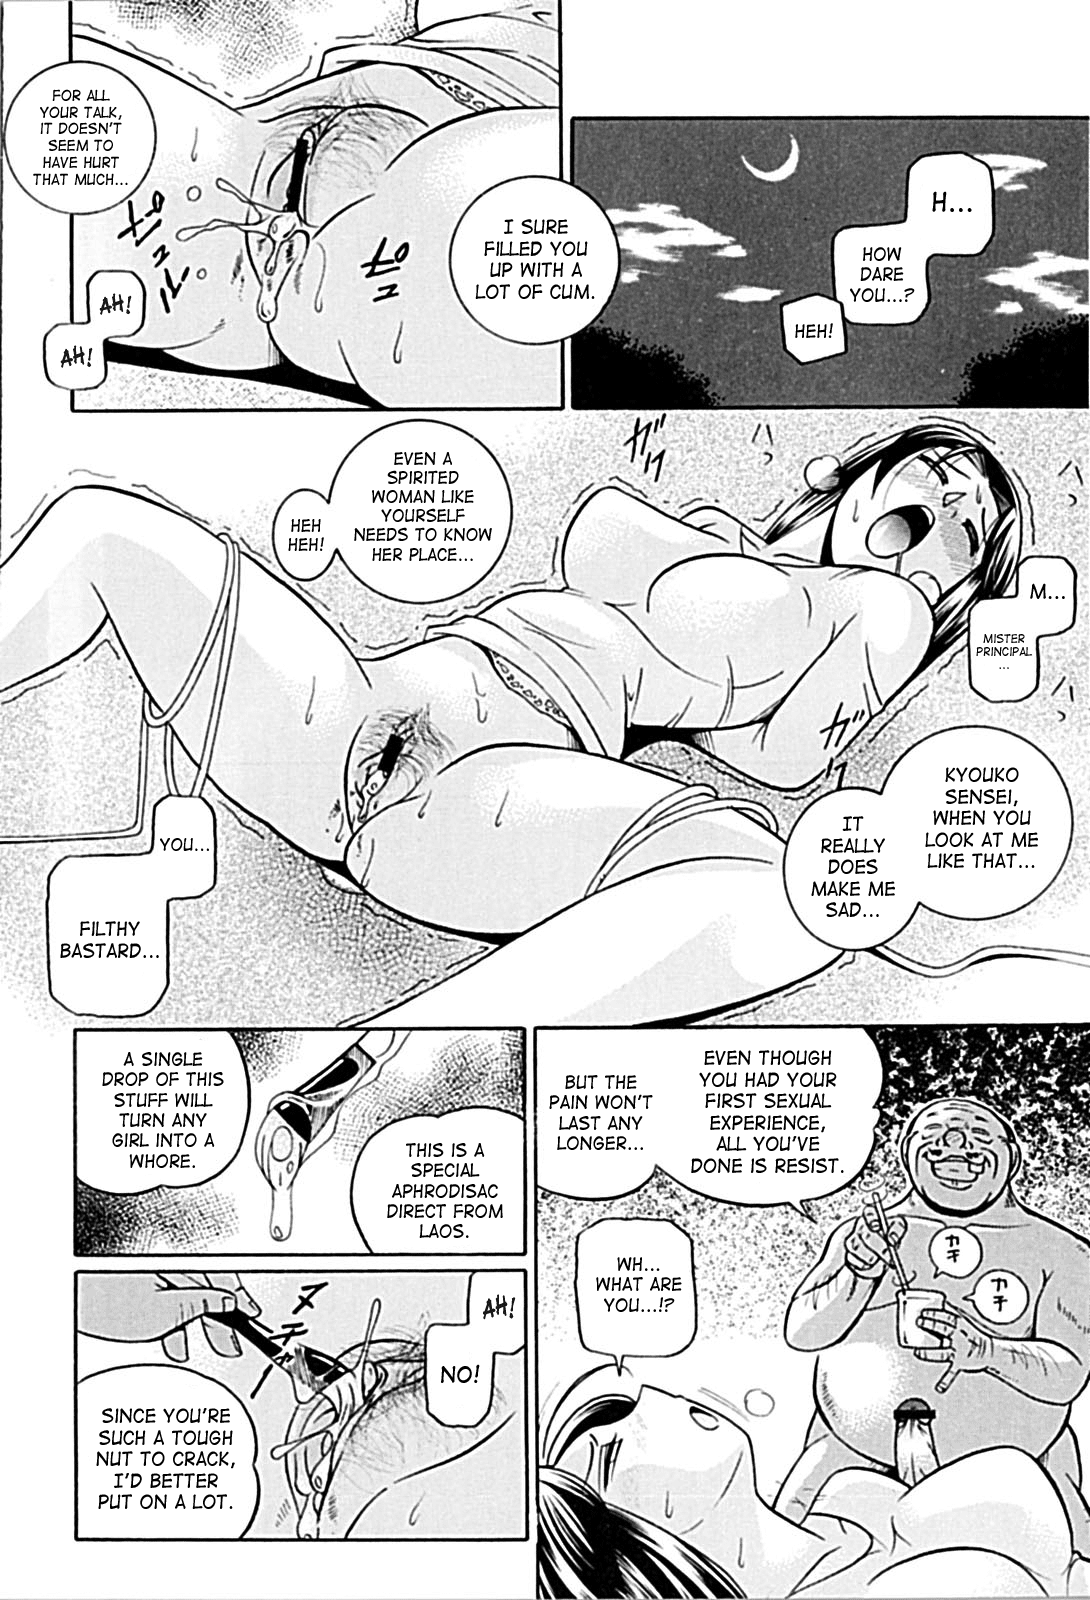 H...
HOW
DARE
YOU...?
HEH!
I SURE
FILLED YOU
UP WITH A
LOT OF CUM.
FOR ALL
YOUR TALK,
IT DOESN'T
SEEM TO
HAVE HURT
THAT MUCH...
AH!
AH!
M...
MISTER
PRINCIPAL
...
EVEN A
SPIRITED
WOMAN LIKE
YOURSELF
NEEDS TO KNOW
HER PLACE...
HEH
HEH!
KYOUKO
SENSEI,
WHEN YOU
LOOK AT ME
LIKE THAT...
IT
REALLY
DOES
MAKE ME
SAD...
YOU...
FILTHY
BASTARD...
EVEN THOUGH
YOU HAD YOUR
FIRST SEXUAL
EXPERIENCE,
ALL YOU'VE
DONE IS RESIST.
BUT THE
PAIN WON'T
LAST ANY
LONGER...
カチ
カチ
WH...
WHAT ARE
YOU...!?
THIS IS A
SPECIAL
APHRODISAC
DIRECT FROM
LAOS.
A SINGLE
DROP OF THIS
STUFF WILL
TURN ANY
GIRL INTO A
WHORE.
AH!
NO!
SINCE YOU'RE
SUCH A TOUGH
NUT TO CRACK,
I'D BETTER
PUT ON A LOT.